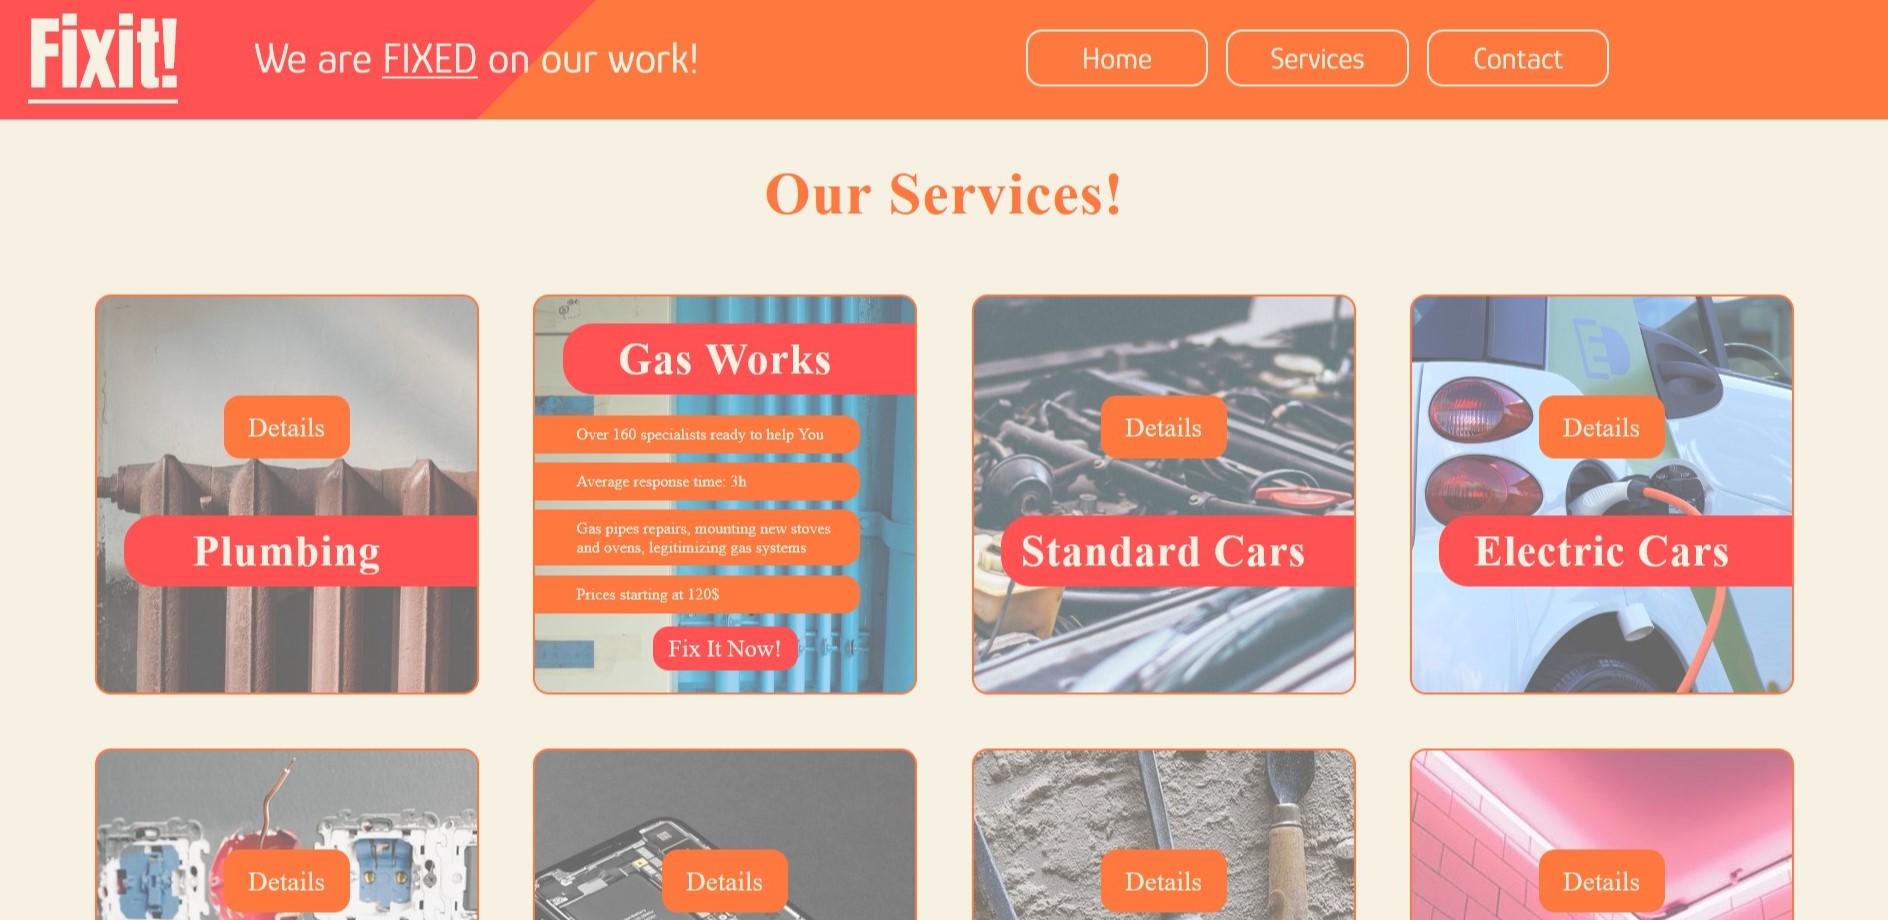 Fixit!
We are FIXED on our work!
Home
Services
Contact
Our Services!
Details
Plumbing
Gas Works
Over 160 specialists ready to help You
Average response time: 3h
Gas pipes repairs, mounting new stoves
and ovens, legitimizing gas systems
Prices starting at 120$
Fix It Now!
Details
Standard Cars
Details
Electric Cars
Details
Details
Details
Details